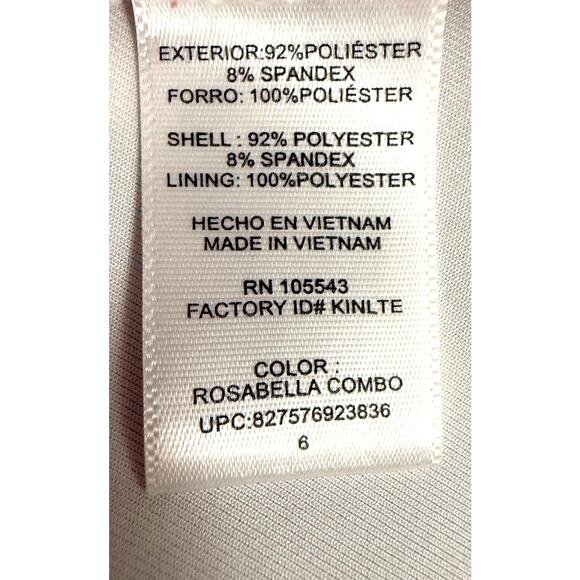 EXTERIOR:92%POLIÉSTER
8% SPANDEX
FORRO: 100%POLIÉSTER
SHELL : 92% POLYESTER
8% SPANDEX
LINING: 100%POLYESTER
HECHO EN VIETNAM
MADE IN VIETNAM
RN 105543
FACTORY ID# KINLTE
COLOR :
ROSABELLA COMBO
UPC:827576923836
6